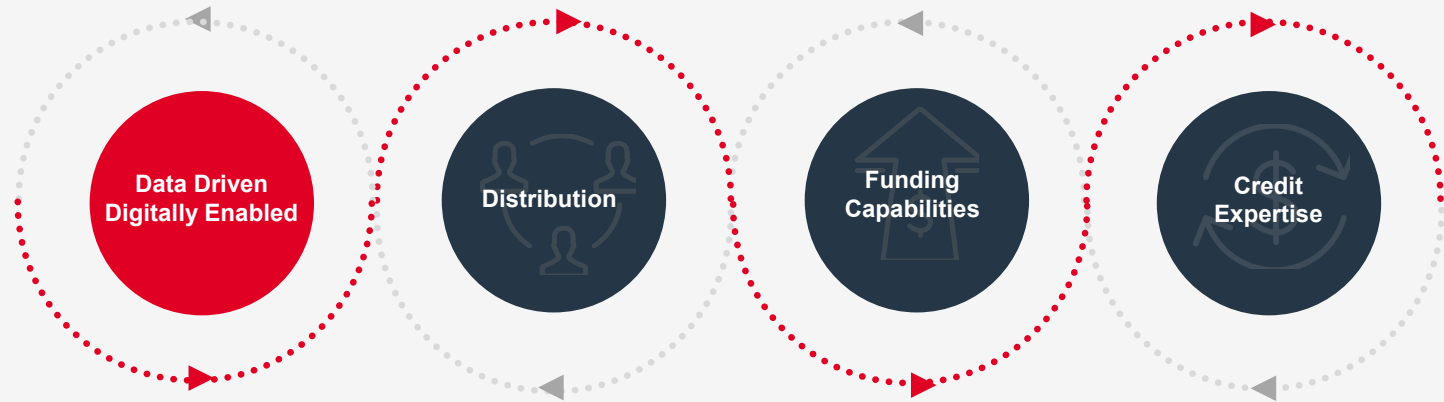 Data Driven
Digitally Enabled
Distribution
Funding
Capabilities
Credit
Expertise